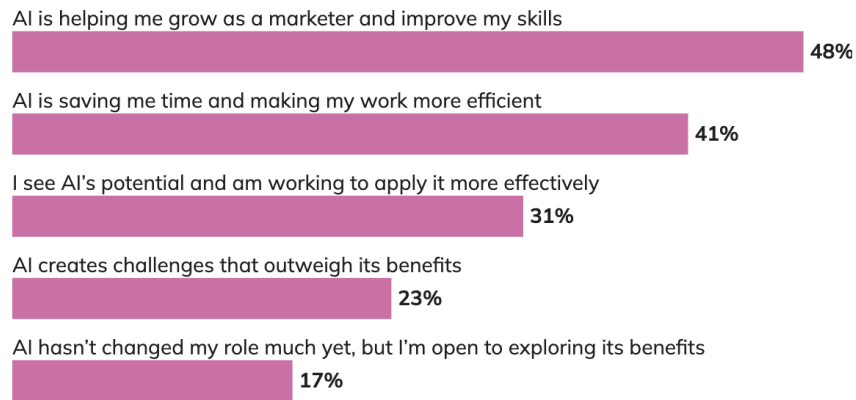 AI is helping me grow as a marketer and improve my skills
48%
AI is saving me time and making my work more efficient
41%
I see AI’s potential and am working to apply it more effectively
31%
AI creates challenges that outweigh its benefits
23%
AI hasn’t changed my role much yet, but I’m open to exploring its benefits
17%